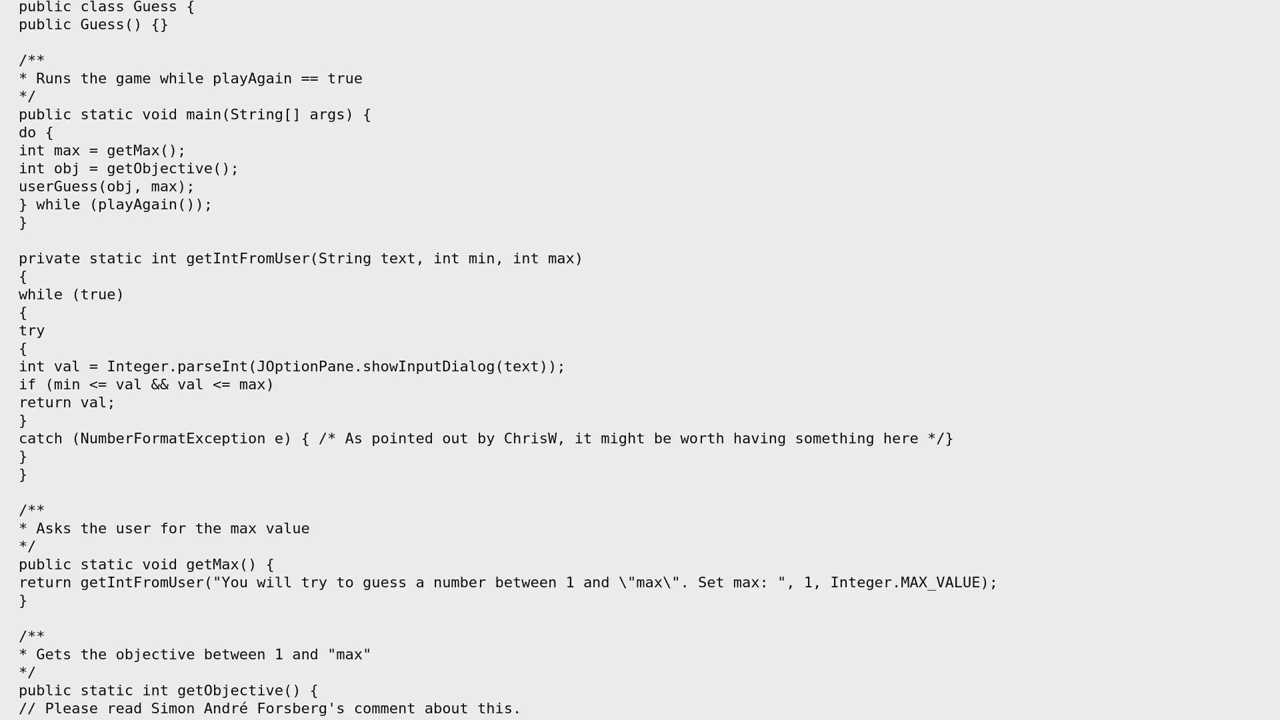 public class Guess {
public Guess() {}
/**
* Runs the game while playAgain == true
*/
public static void main(String[] args) {
do {
int max = getMax();
int obj = getObjective();
userGuess(obj, max);
} while (playAgain());
}
private static int getIntFromUser(String text, int min, int max)
{
while (true)
{
try
{
int val = Integer.parseInt(JOptionPane.showInputDialog(text));
if (min <= val && val <= max)
return val;
}
catch (NumberFormatException e) { /* As pointed out by ChrisW, it might be worth having something here */}
}
}
/**
* Asks the user for the max value
*/
public static void getMax() {
return getIntFromUser("You will try to guess a number between 1 and \"max\". Set max: ", 1, Integer.MAX_VALUE);
}
/**
* Gets the objective between 1 and "max"
*/
public static int getObjective() {
// Please read Simon André Forsberg's comment about this.